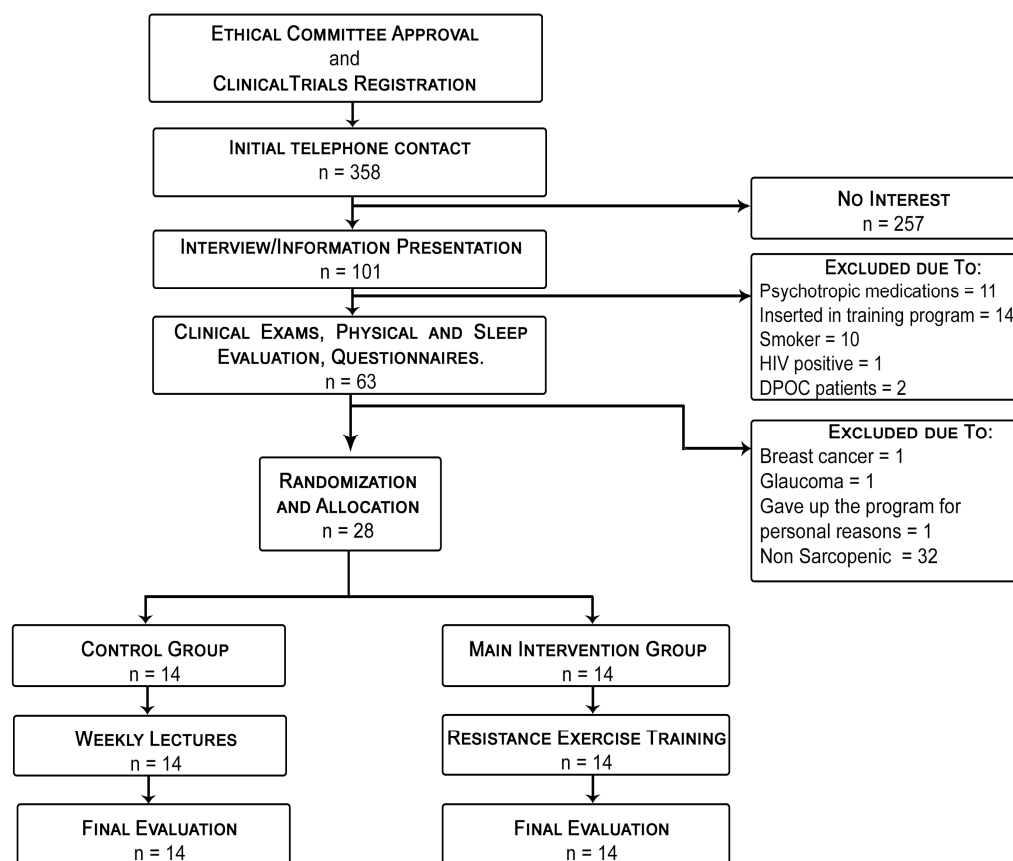 ETHICAL COMMITTEE APPROVAL
and
CLINICALTRIALS REGISTRATION
INITIAL TELEPHONE CONTACT
n = 358
NO INTEREST
n = 257
INTERVIEW/INFORMATION PRESENTATION
n = 101
EXCLUDED DUE TO:
Psychotropic medications = 11
Inserted in training program = 14
Smoker = 10
HIV positive = 1
DPOC patients = 2
CLINICAL EXAMS, PHYSICAL AND SLEEP
EVALUATION, QUESTIONNAIRES.
n = 63
EXCLUDED DUE TO:
Breast cancer = 1
Glaucoma = 1
Gave up the program for
personal reasons = 1
Non Sarcopenic = 32
RANDOMIZATION
AND ALLOCATION
n = 28
CONTROL GROUP
n = 14
MAIN INTERVENTION GROUP
n = 14
WEEKLY LECTURES
n = 14
RESISTANCE EXERCISE TRAINING
n = 14
FINAL EVALUATION
n = 14
FINAL EVALUATION
n = 14